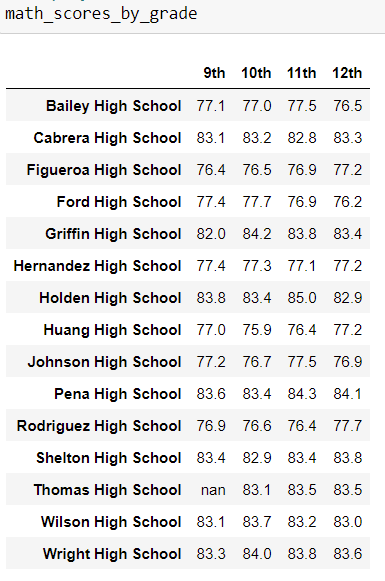 math_scores_by_grade
9th 10th 11th 12th
Bailey High School 77.1 77.0 77.5 76.5
Cabrera High School 83.1 83.2 82.8 83.3
Figueroa High School 76.4 76.5 76.9 77.2
Ford High School 77.4 77.7 76.9 76.2
Griffin High School 82.0 84.2 83.8 83.4
Hernandez High School 77.4 77.3 77.1 77.2
Holden High School 83.8 83.4 85.0 82.9
Huang High School 77.0 75.9 76.4 77.2
Johnson High School 77.2 76.7 77.5 76.9
Pena High School 83.6 83.4 84.3 84.1
Rodriguez High School 76.9 76.6 76.4 77.7
Shelton High School 83.4 82.9 83.4 83.8
Thomas High School nan 83.1 83.5 83.5
Wilson High School 83.1 83.7 83.2 83.0
Wright High School 83.3 84.0 83.8 83.6